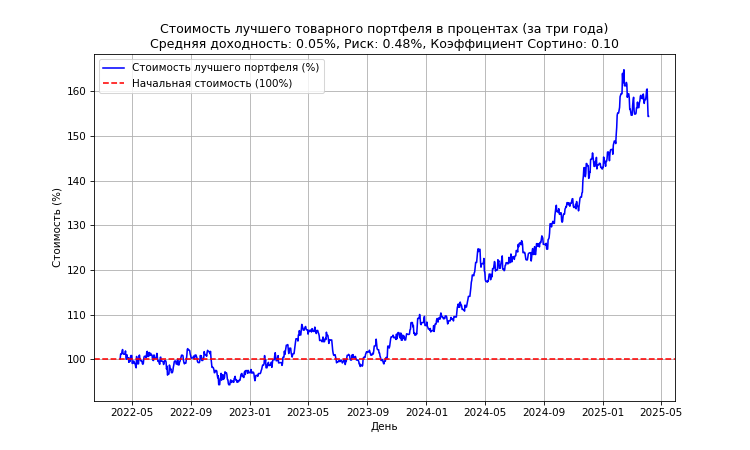 Стоимость лучшего товарного портфеля в процентах (за три года)
Средняя доходность: 0.05%, Риск: 0.48%, Коэффициент Сортино: 0.10
Стоимость лучшего портфеля (%)
Начальная стоимость (100%)
Стоимость (%)
160
150
140
130
120
110
100
2022-05
2022-09
2023-01
2023-05
2023-09
2024-01
2024-05
2024-09
2025-01
2025-05
День